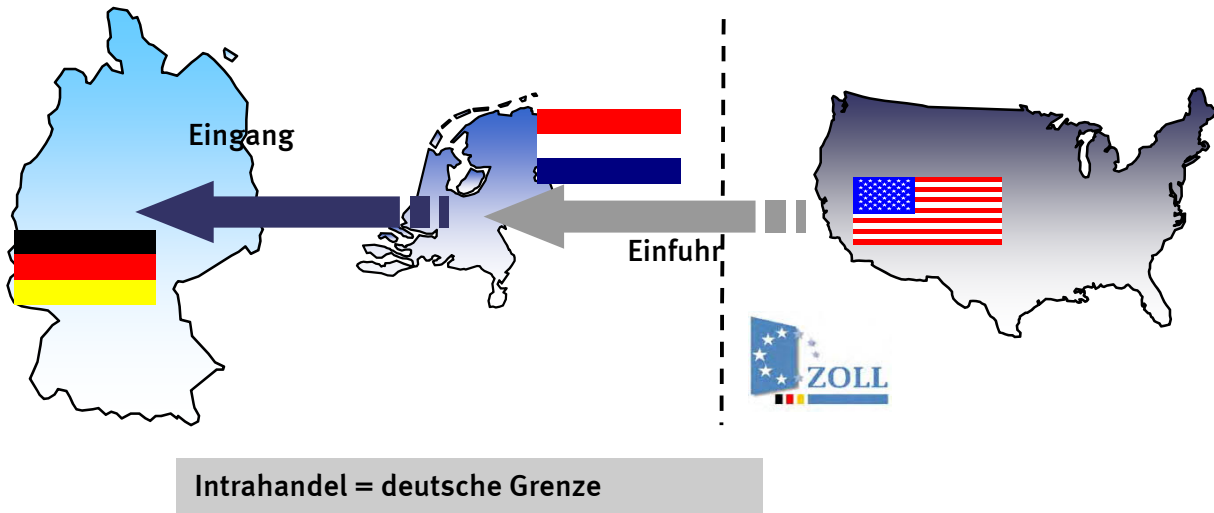 Eingang
Einfuhr
ZOLL
Intrahandel = deutsche Grenze